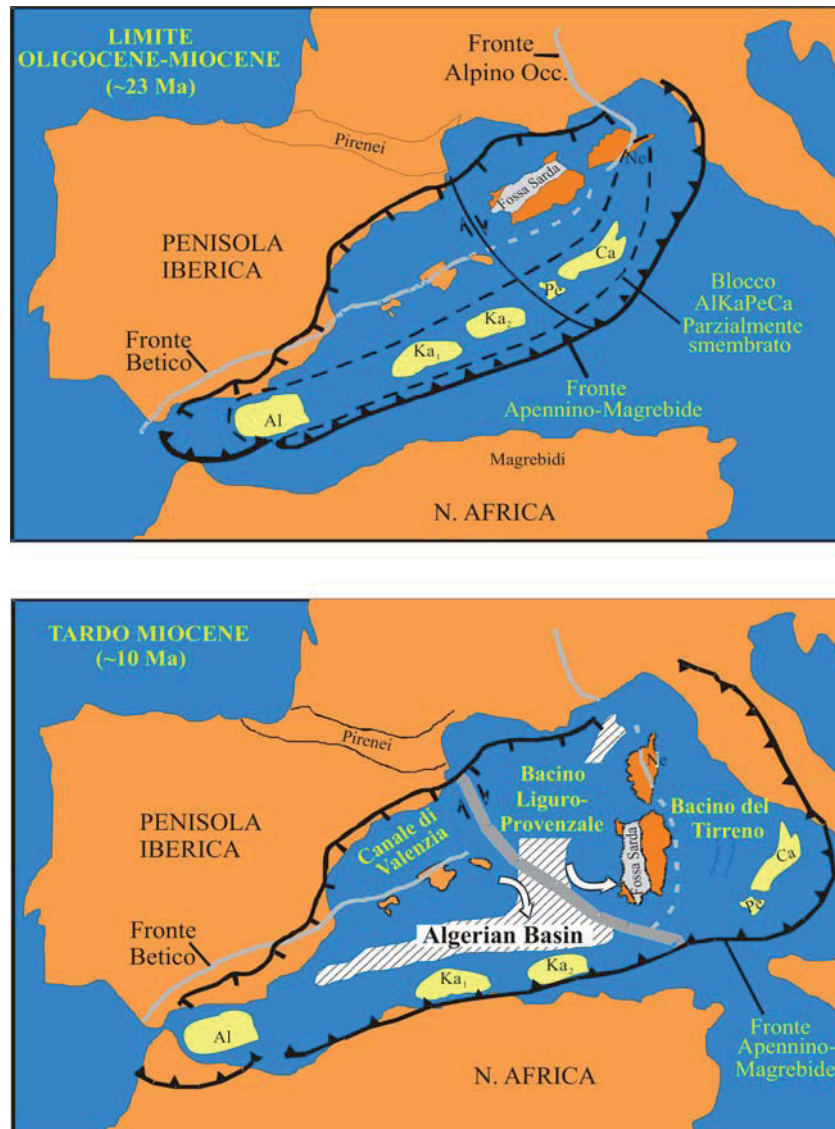 LIMITE
OLIGOCENE-MIOCENE
(~23 Ma)
Fronte
Alpino Occ.
Pirenei
Ne
Fossa Sarda
PENISOLA
IBERICA
Ca
Pe
Blocco
AlKaPeCa
Parzialmente
smembrato
Ka2
Ka1
Fronte
Betico
Fronte
Apennino-Magrebide
Al
Magrebidi
N. AFRICA
TARDO MIOCENE
(~10 Ma)
Pirenei
Ne
Bacino
Liguro-
Provenzale
Bacino del
Tirreno
PENISOLA
IBERICA
Canale di
Valenzia
Fossa Sarda
Ca
Pe
Fronte
Betico
Algerian Basin
Ka1
Ka2
Al
Fronte
Apennino-
Magrebide
N. AFRICA